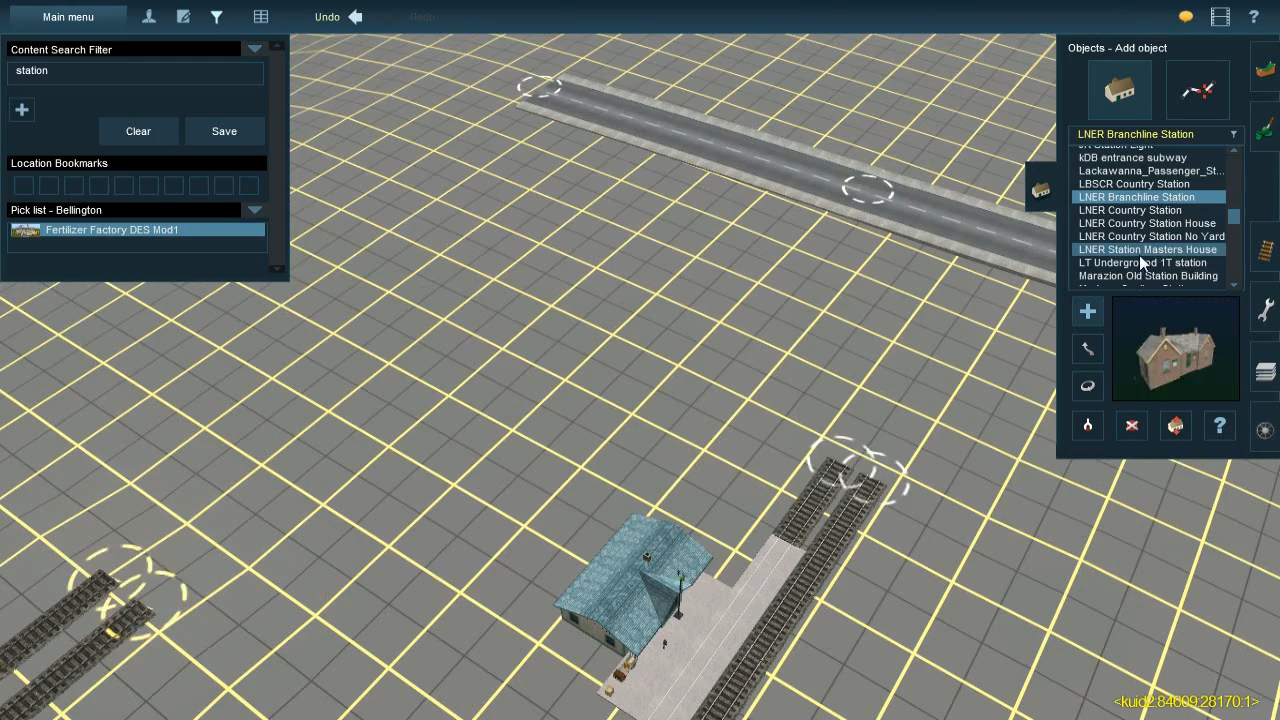 Main menu
Undo
Redo
?
Content Search Filter
station
Clear
Save
Location Bookmarks
Pick list - Bellington
Fertilizer Factory DES Mod1
Objects - Add object
LNER Branchline Station
kDB entrance subway
Lackawanna_Passenger_St...
LBSCR Country Station
LNER Branchline Station
LNER Country Station
LNER Country Station House
LNER Country Station No Yard
LNER Station Masters House
LT Underground 1T station
Marazion Old Station Building
?
<kuid2:84609:28170:1>